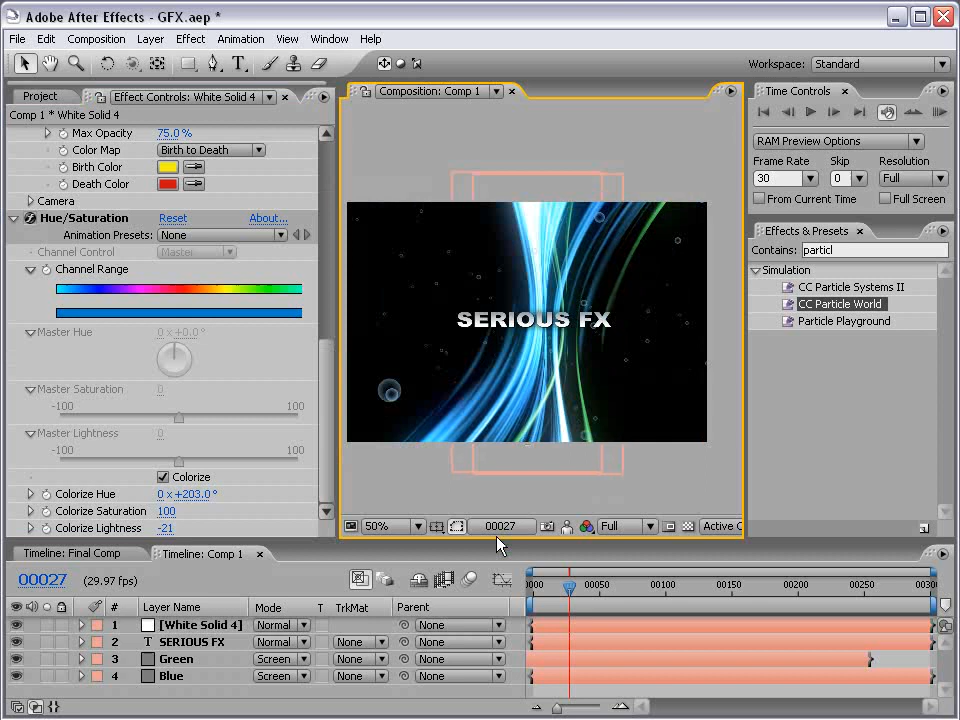 Adobe After Effects - GFX.aep *
File Edit Composition Layer Effect Animation View Window Help
Workspace: Standard
Project Effect Controls: White Solid 4
Comp 1 * White Solid 4
Max Opacity 75.0 %
Color Map Birth to Death
Birth Color
Death Color
Camera
Hue/Saturation Reset About...
Animation Presets: None
Channel Control Master
Channel Range
Master Hue 0 x +0.0 °
Master Saturation 0
-100 100
Master Lightness 0
-100 100
Colorize
Colorize Hue 0 x +203.0 °
Colorize Saturation 100
Colorize Lightness -21
Composition: Comp 1
SERIOUS FX
50% 00027 Full Active C
Time Controls
RAM Preview Options
Frame Rate Skip Resolution
30 0 Full
From Current Time Full Screen
Effects & Presets
Contains: particl
Simulation
CC Particle Systems II
CC Particle World
Particle Playground
Timeline: Final Comp Timeline: Comp 1
00027 (29.97 fps)
0000 00050 00100 00150 00200 00250 0030
# Layer Name Mode T TrkMat Parent
1 [White Solid 4] Normal None
2 T SERIOUS FX Normal None None
3 Green Screen None None
4 Blue Screen None None